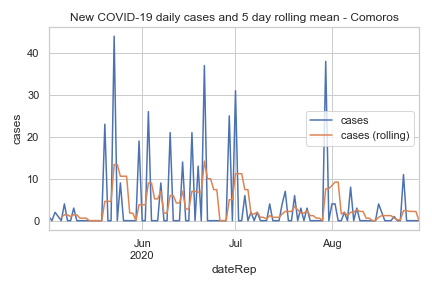 New COVID-19 daily cases and 5 day rolling mean - Comoros
40
30
20
10
0
cases
cases
cases (rolling)
Jun
2020
Jul
Aug
dateRep